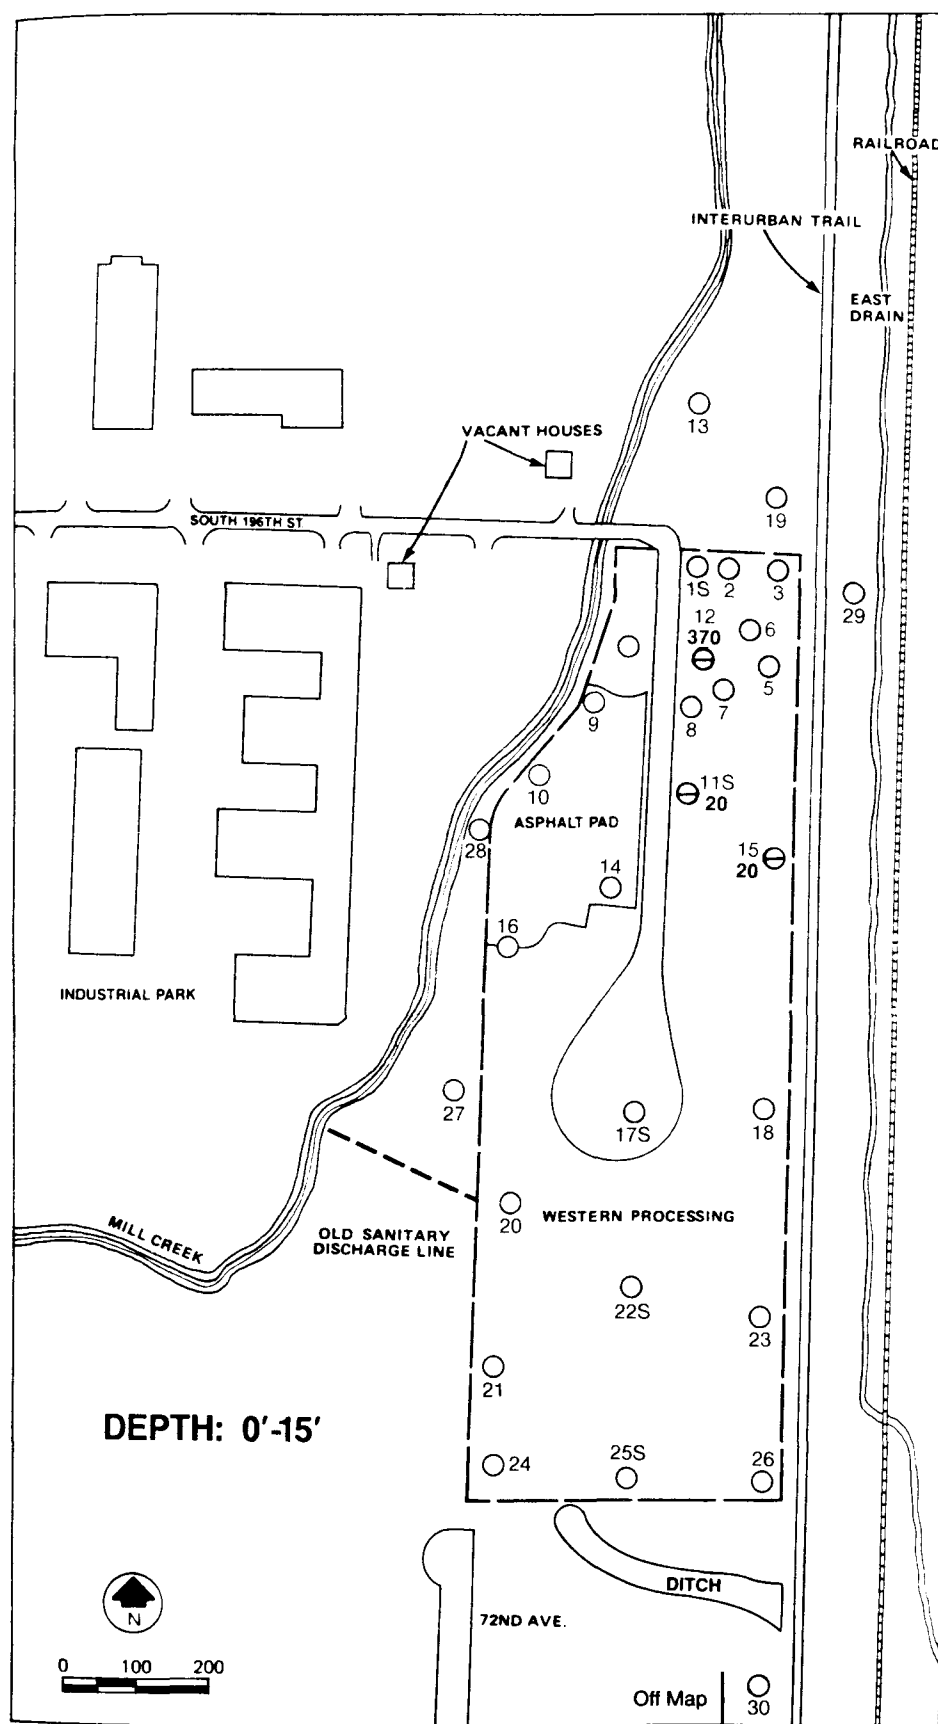 RAILROAD
INTERURBAN TRAIL
EAST
DRAIN
13
VACANT HOUSES
19
SOUTH 196TH ST
1S 2 3
29
12
370
6
5
7
8
9
10
11S
20
ASPHALT PAD
28
15
20
14
16
INDUSTRIAL PARK
27
17S
18
20
WESTERN PROCESSING
MILL CREEK
OLD SANITARY
DISCHARGE LINE
22S
23
21
DEPTH: 0'-15'
24
25S
26
DITCH
N
72ND AVE.
0 100 200
Off Map
30